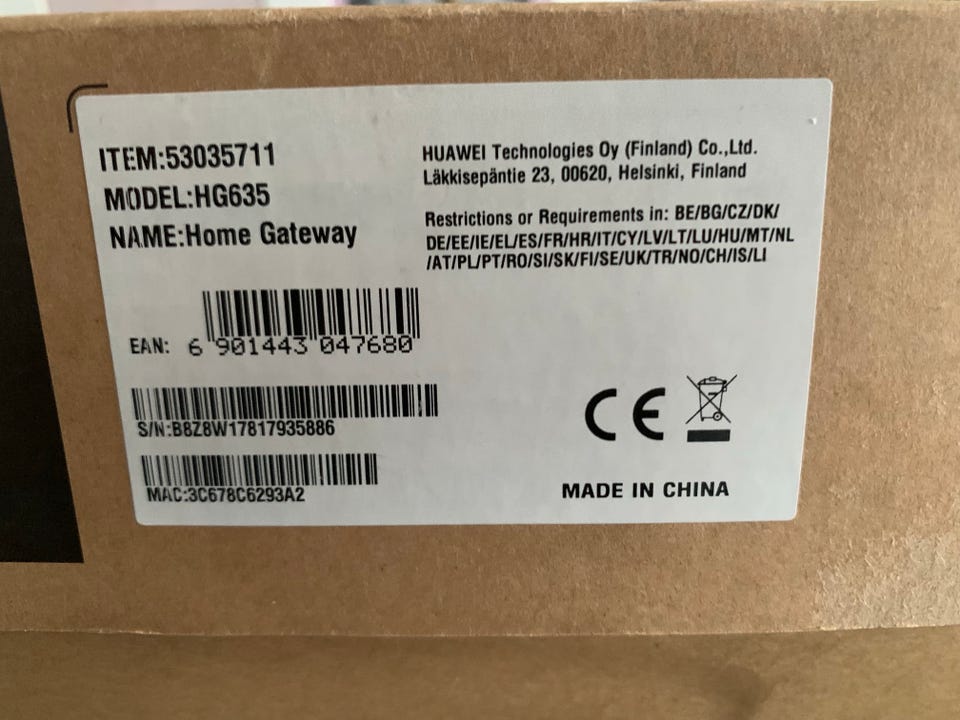 ITEM:53035711
MODEL:HG635
NAME:Home Gateway
HUAWEI Technologies Oy (Finland) Co.,Ltd.
Läkkisepäntie 23, 00620, Helsinki, Finland
Restrictions or Requirements in: BE/BG/CZ/DK/
DE/EE/IE/EL/ES/FR/HR/IT/CY/LV/LT/LU/HU/MT/NL
/AT/PL/PT/RO/SI/SK/FI/SE/UK/TR/NO/CH/IS/LI
EAN: 6 901443 047680
S/N:B8Z8W17817935886
MAC:3C678C6293A2
CE
MADE IN CHINA